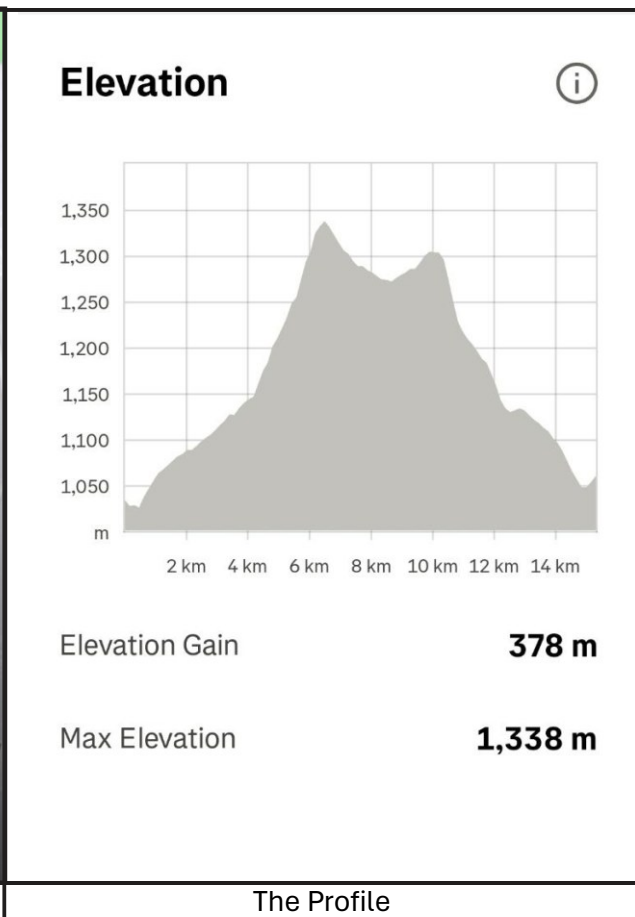 Elevation
i
1,350
1,300
1,250
1,200
1,150
1,100
1,050
m
2 km 4 km 6 km 8 km 10 km 12 km 14 km
Elevation Gain 378 m
Max Elevation 1,338 m
The Profile